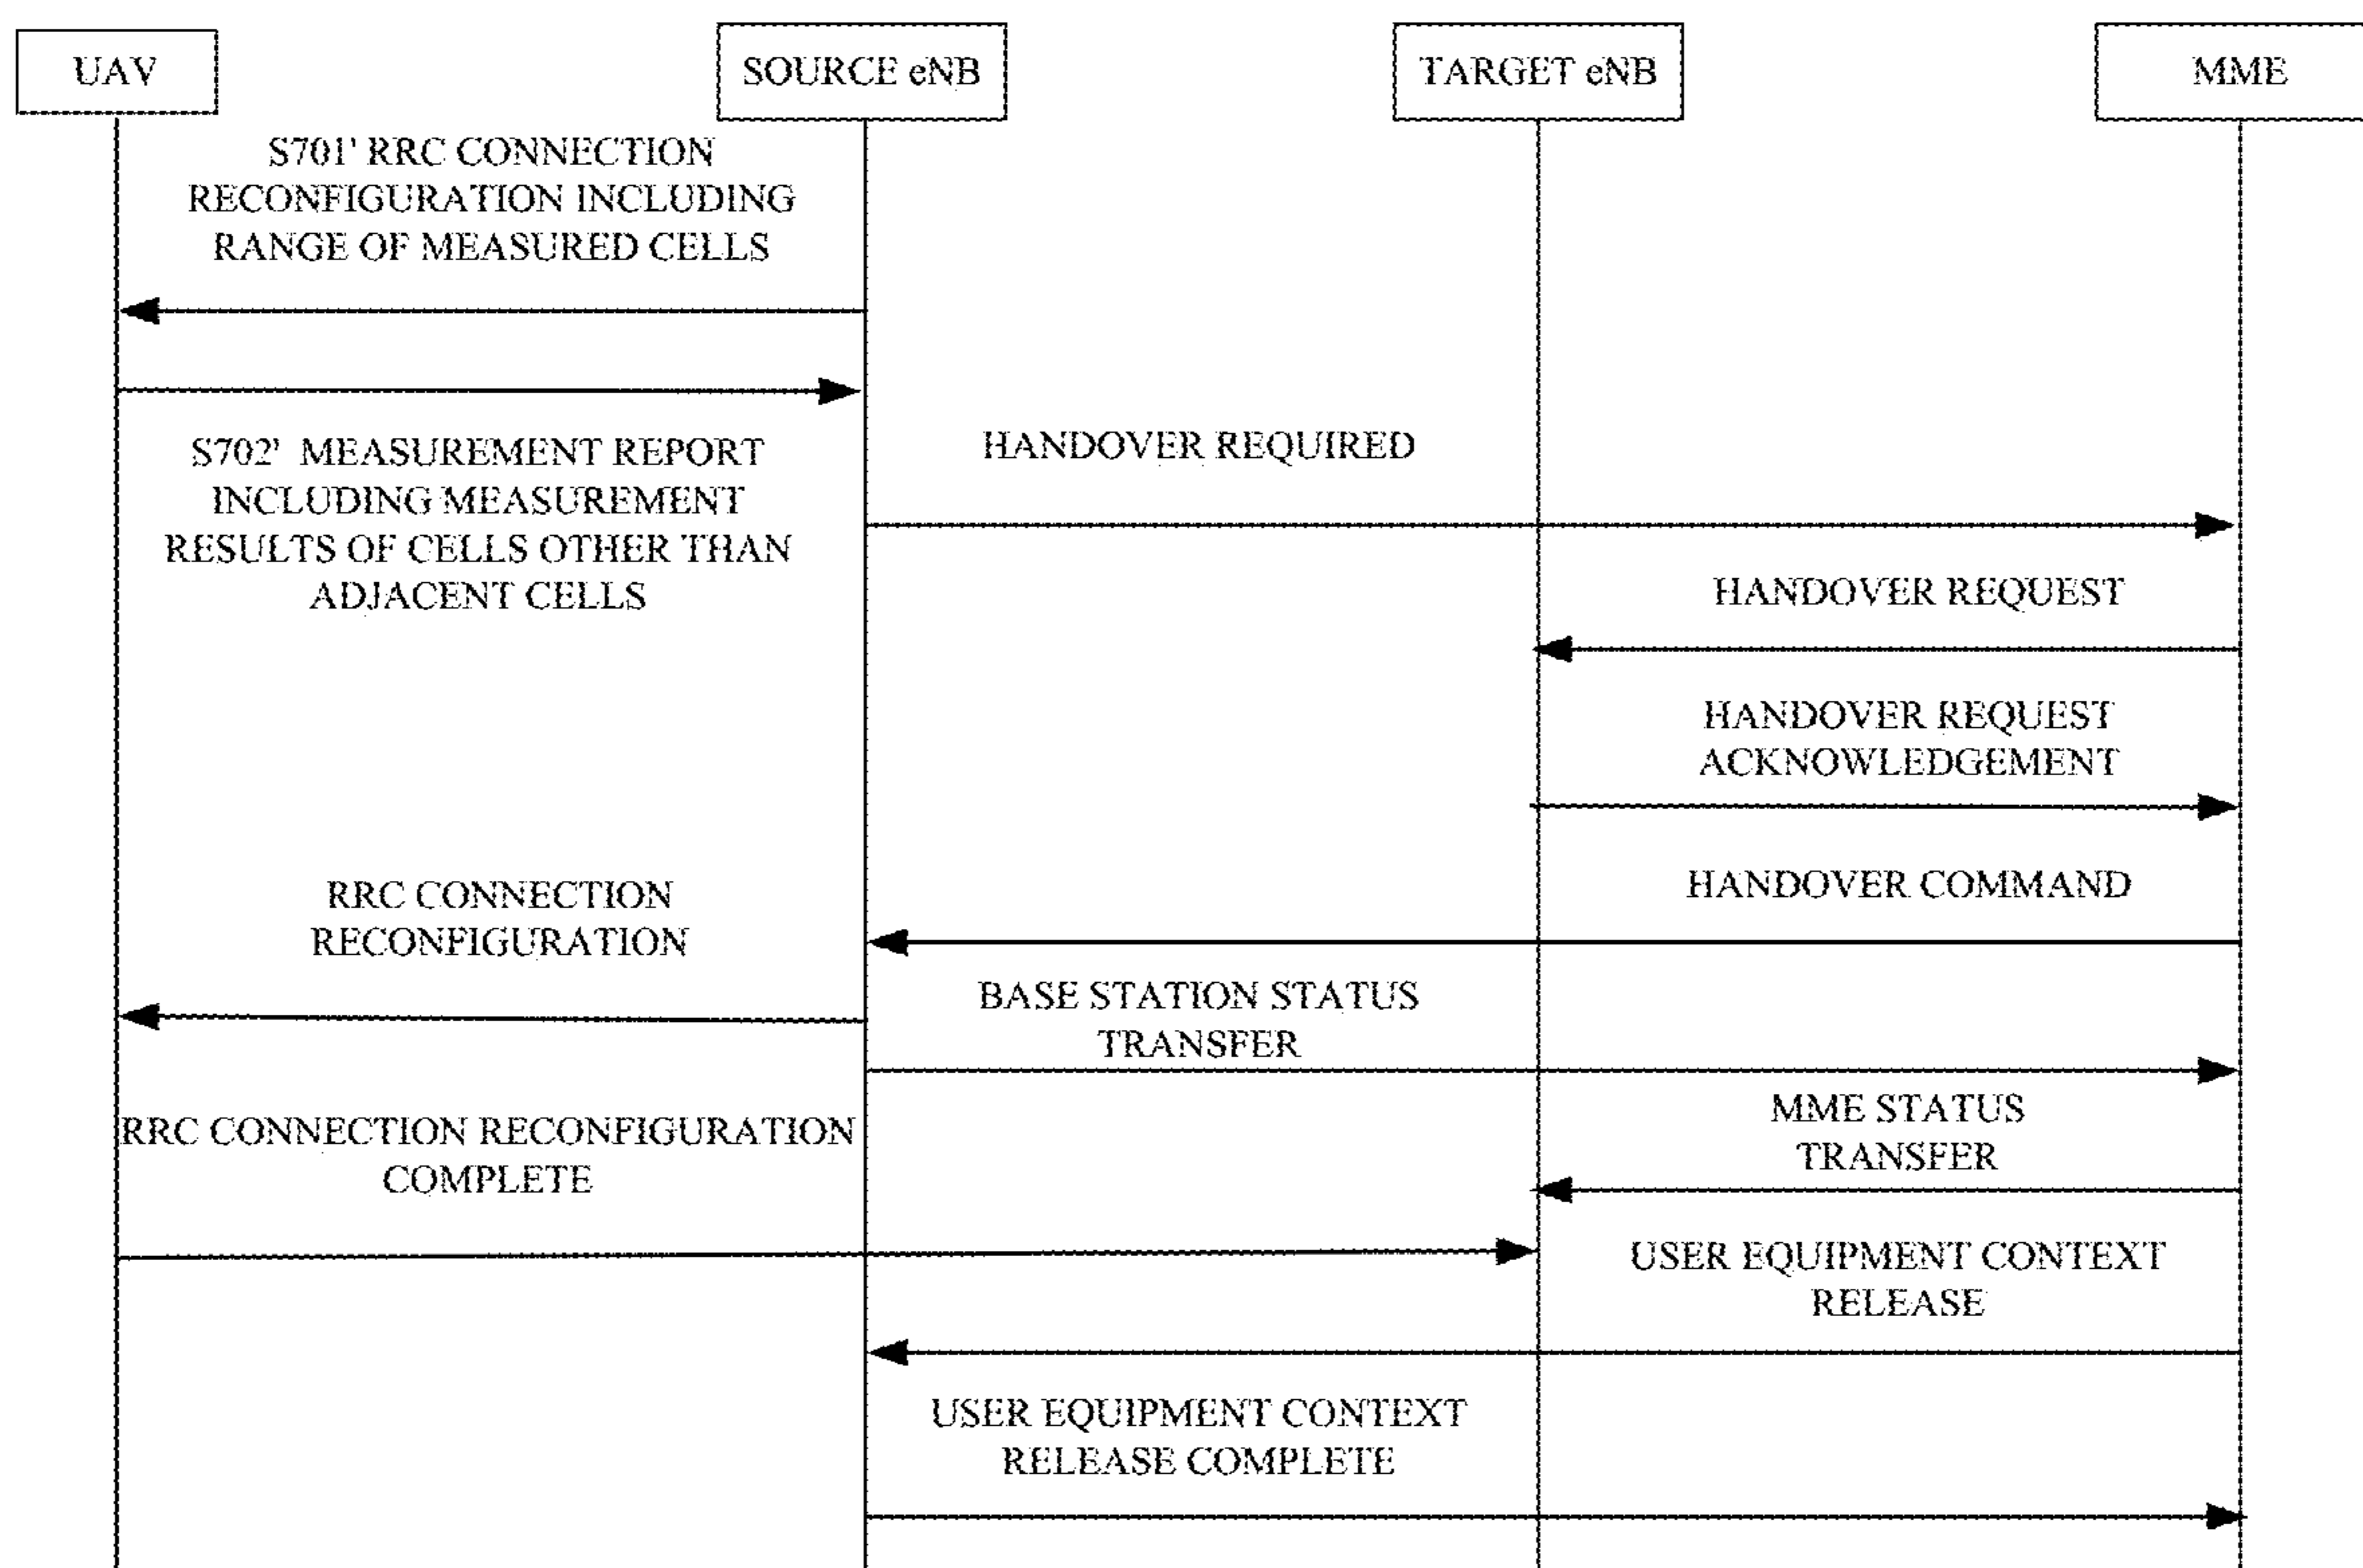 UAV
SOURCE eNB
TARGET eNB
MME
S701' RRC CONNECTION
RECONFIGURATION INCLUDING
RANGE OF MEASURED CELLS
S702' MEASUREMENT REPORT
INCLUDING MEASUREMENT
RESULTS OF CELLS OTHER THAN
ADJACENT CELLS
HANDOVER REQUIRED
HANDOVER REQUEST
HANDOVER REQUEST
ACKNOWLEDGEMENT
HANDOVER COMMAND
RRC CONNECTION
RECONFIGURATION
BASE STATION STATUS
TRANSFER
MME STATUS
TRANSFER
RRC CONNECTION RECONFIGURATION
COMPLETE
USER EQUIPMENT CONTEXT
RELEASE
USER EQUIPMENT CONTEXT
RELEASE COMPLETE